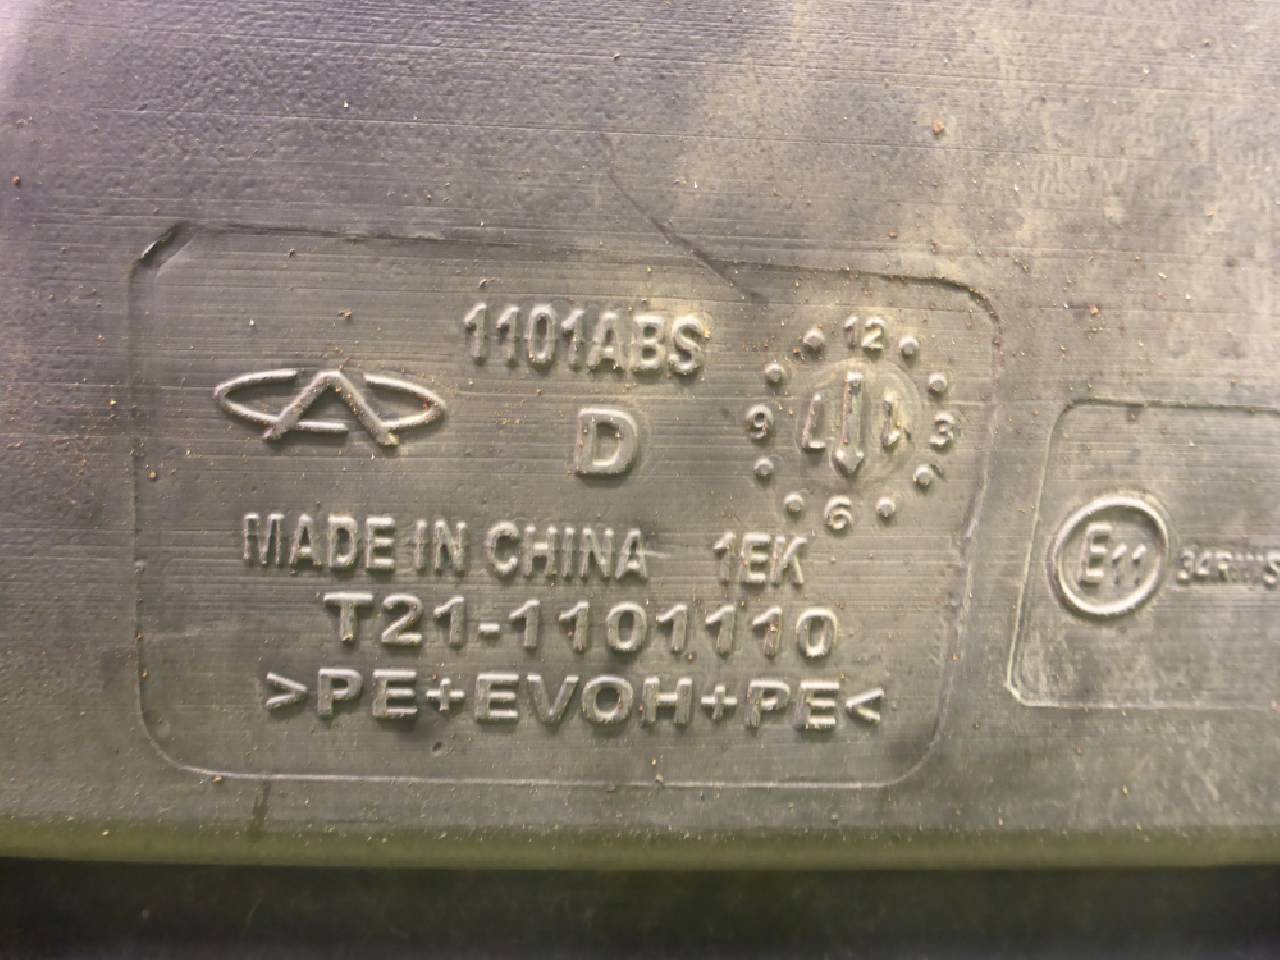 1101ABS
D
12
9
3
6
MADE IN CHINA 1EK
T21-1101110
>PE+EVOH+PE<
E11